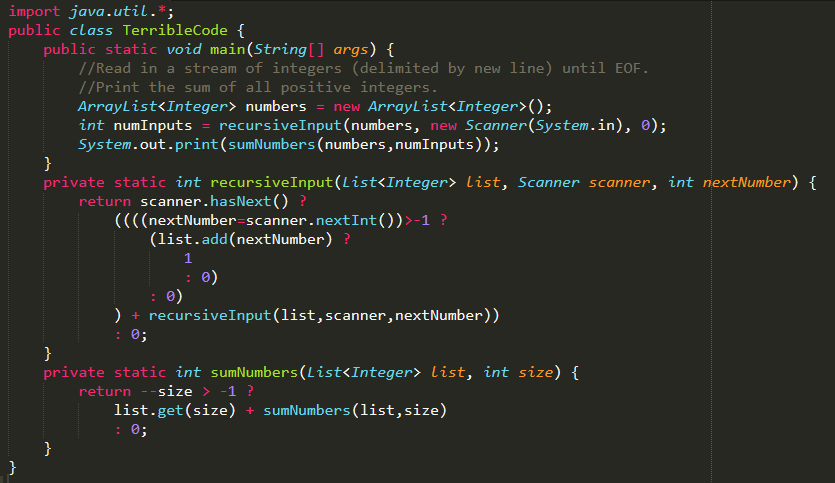 import java.util.*;
public class TerribleCode {
    public static void main(String[] args) {
        //Read in a stream of integers (delimited by new line) until EOF.
        //Print the sum of all positive integers.
        ArrayList<Integer> numbers = new ArrayList<Integer>();
        int numInputs = recursiveInput(numbers, new Scanner(System.in), 0);
        System.out.print(sumNumbers(numbers,numInputs));
    }
    private static int recursiveInput(List<Integer> list, Scanner scanner, int nextNumber) {
        return scanner.hasNext() ?
            ((((nextNumber=scanner.nextInt())>-1 ?
                (list.add(nextNumber) ?
                    1
                    : 0)
                : 0)
            ) + recursiveInput(list,scanner,nextNumber))
            : 0;
    }
    private static int sumNumbers(List<Integer> list, int size) {
        return --size > -1 ?
            list.get(size) + sumNumbers(list,size)
            : 0;
    }
}